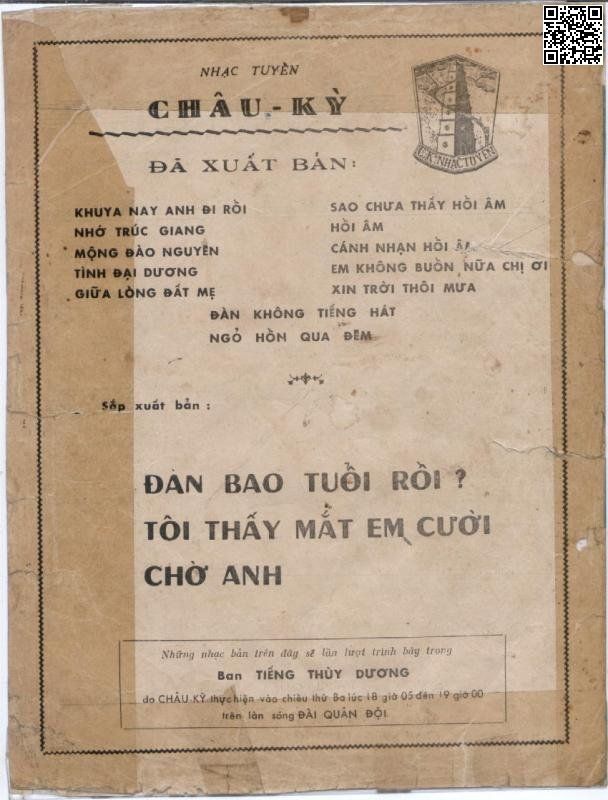 NHẠC TUYỂN
CHÂU-KỲ
C.K. NHẠC TUYỂN
ĐÃ XUẤT BẢN:
KHUYA NAY ANH ĐI RỒI
NHỚ TRÚC GIANG
MỘNG ĐÀO NGUYÊN
TÌNH ĐẠI DƯƠNG
GIỮA LÒNG ĐẤT MẸ
SAO CHƯA THẤY HỒI ÂM
HỒI ÂM
CÁNH NHẠN HỒI ÂM
EM KHÔNG BUỒN NỮA CHỊ ƠI
XIN TRỜI THÔI MƯA
ĐÀN KHÔNG TIẾNG HÁT
NGỎ HỒN QUA ĐÊM
Sắp xuất bản :
ĐÀN BAO TUỔI RỒI ?
TÔI THẤY MẮT EM CƯỜI
CHỜ ANH
Những nhạc bản trên đây sẽ lần lượt trình bày trong
Ban TIẾNG THÙY DƯƠNG
do CHÂU KỲ thực hiện vào chiều thứ Ba lúc 18 giờ 05 đến 19 giờ 00
trên làn sóng ĐÀI QUÂN ĐỘI